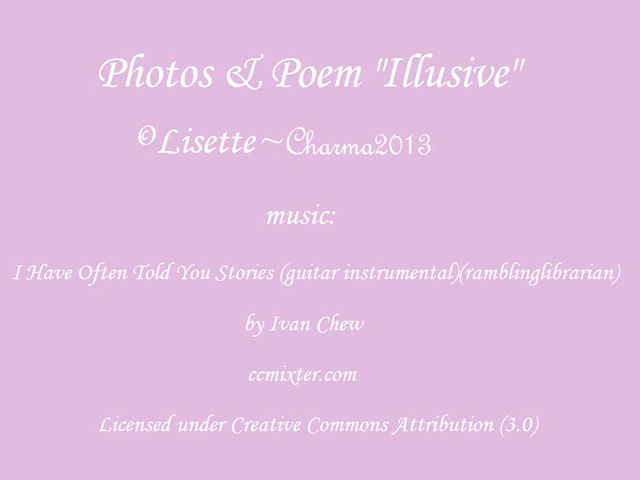 Photos & Poem "Illusive"
©Lisette~Charma2013
music:
I Have Often Told You Stories (guitar instrumental)(ramblinglibrarian)
by Ivan Chew
ccmixter.com
Licensed under Creative Commons Attribution (3.0)